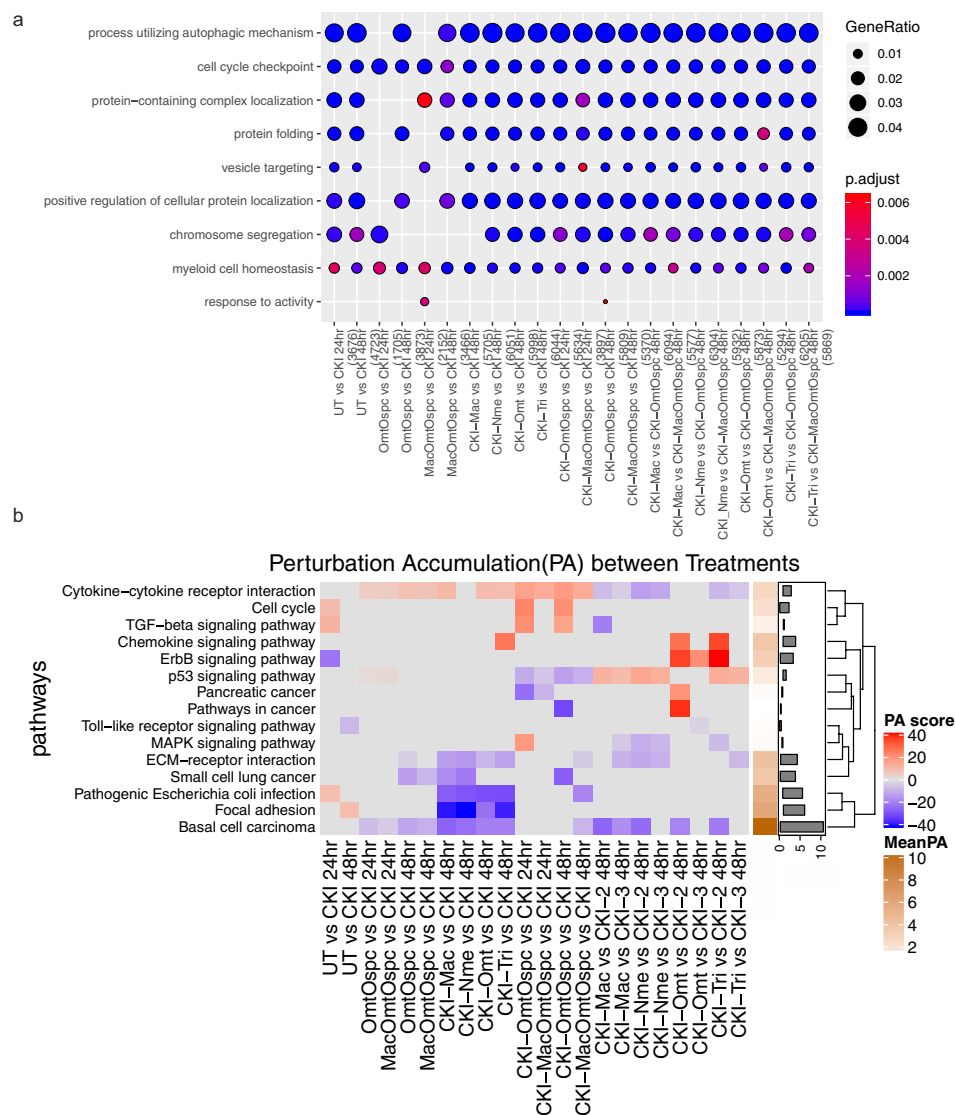 a
process utilizing autophagic mechanism
cell cycle checkpoint
protein−containing complex localization
protein folding
vesicle targeting
positive regulation of cellular protein localization
chromosome segregation
myeloid cell homeostasis
response to activity
GeneRatio
0.01
0.02
0.03
0.04
p.adjust
0.006
0.004
0.002
UT vs CKI 24hr
UT vs CKI 48hr
(4723)
OmtOspc vs CKI 24hr
(1705)
OmtOspc vs CKI 48hr
(3873)
MacOmtOspc vs CKI 24hr
(2152)
MacOmtOspc vs CKI 48hr
(3466)
CKI−Mac vs CKI 48hr
(5705)
CKI−Nme vs CKI 48hr
(6051)
CKI−Omt vs CKI 48hr
(5998)
CKI−Tri vs CKI 48hr
(6044)
CKI−OmtOspc vs CKI 24hr
(5634)
CKI−MacOmtOspc vs CKI 24hr
(3897)
CKI−OmtOspc vs CKI 48hr
(5809)
CKI−MacOmtOspc vs CKI 48hr
(5370)
CKI−Mac vs CKI−OmtOspc 48hr
(6094)
CKI−Mac vs CKI−MacOmtOspc 48hr
(5577)
CKI−Nme vs CKI−OmtOspc 48hr
(6304)
CKI_Nme vs CKI−MacOmtOspc 48hr
(5932)
CKI−Omt vs CKI−OmtOspc 48hr
(5873)
CKI−Omt vs CKI−MacOmtOspc 48hr
(5294)
CKI−Tri vs CKI−OmtOspc 48hr
(6205)
CKI−Tri vs CKI−MacOmtOspc 48hr
(5869)
b
Perturbation Accumulation(PA) between Treatments
pathways
Cytokine−cytokine receptor interaction
Cell cycle
TGF−beta signaling pathway
Chemokine signaling pathway
ErbB signaling pathway
p53 signaling pathway
Pancreatic cancer
Pathways in cancer
Toll−like receptor signaling pathway
MAPK signaling pathway
ECM−receptor interaction
Small cell lung cancer
Pathogenic Escherichia coli infection
Focal adhesion
Basal cell carcinoma
0
5
10
PA score
40
20
0
−20
−40
MeanPA
10
8
6
4
2
UT vs CKI 24hr
UT vs CKI 48hr
OmtOspc vs CKI 24hr
MacOmtOspc vs CKI 24hr
OmtOspc vs CKI 48hr
MacOmtOspc vs CKI 48hr
CKI−Mac vs CKI 48hr
CKI−Nme vs CKI 48hr
CKI−Omt vs CKI 48hr
CKI−Tri vs CKI 48hr
CKI−OmtOspc vs CKI 24hr
CKI−MacOmtOspc vs CKI 24hr
CKI−OmtOspc vs CKI 48hr
CKI−MacOmtOspc vs CKI 48hr
CKI−Mac vs CKI−2 48hr
CKI−Mac vs CKI−3 48hr
CKI−Nme vs CKI−2 48hr
CKI−Nme vs CKI−3 48hr
CKI−Omt vs CKI−2 48hr
CKI−Omt vs CKI−3 48hr
CKI−Tri vs CKI−2 48hr
CKI−Tri vs CKI−3 48hr